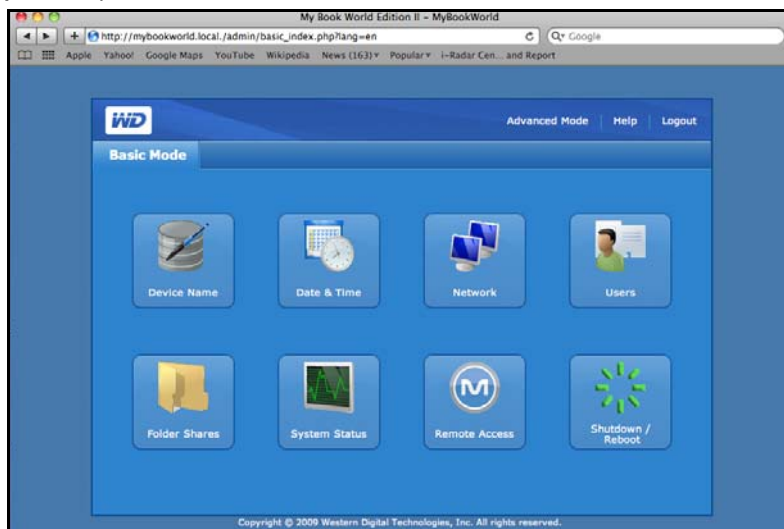 My Book World Edition II – MyBookWorld
http://mybookworld.local./admin/basic_index.php?lang=en
Google
Apple Yahoo! Google Maps YouTube Wikipedia News (163) Popular i-Radar Cen... and Report
WD
Advanced Mode Help Logout
Basic Mode
Device Name Date & Time Network Users
Folder Shares System Status Remote Access Shutdown /
Reboot
Copyright © 2009 Western Digital Technologies, Inc. All rights reserved.